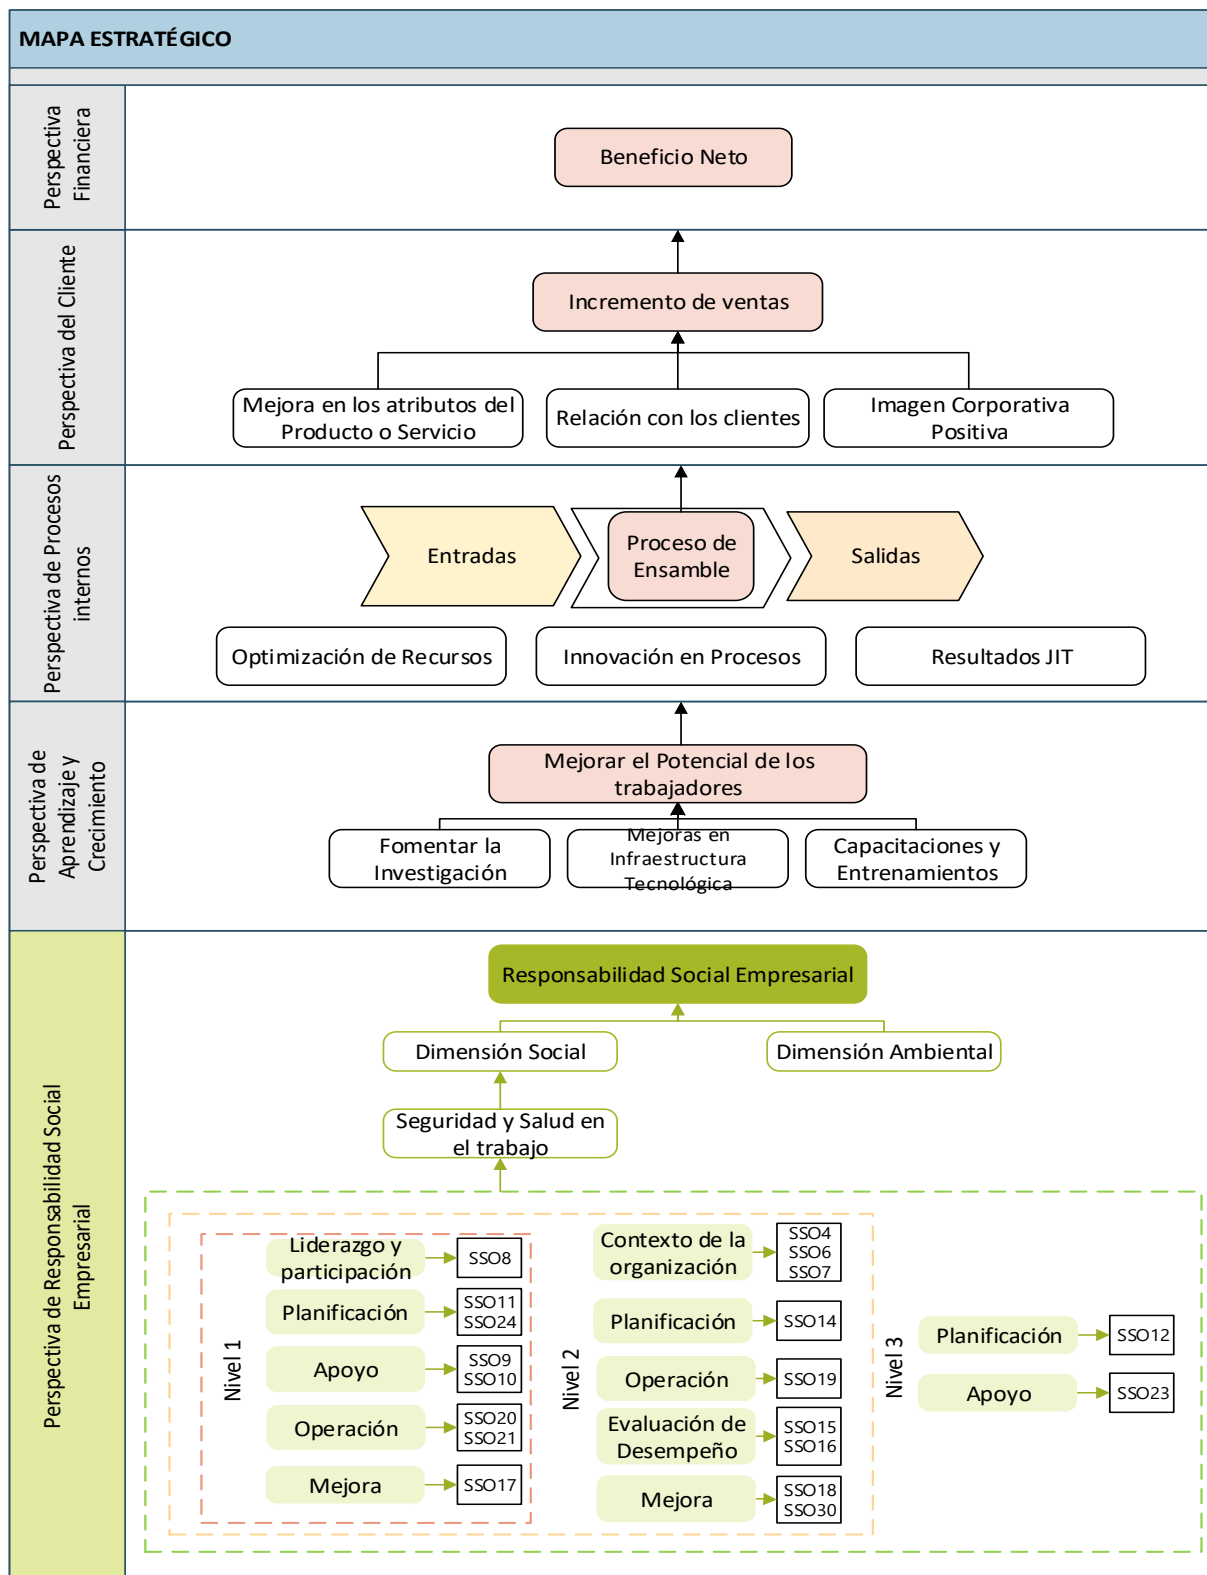 MAPA ESTRATÉGICO
Perspectiva
Financiera
Beneficio Neto
Perspectiva del Cliente
Incremento de ventas
Mejora en los atributos del
Producto o Servicio
Relación con los clientes
Imagen Corporativa
Positiva
Perspectiva de Procesos
internos
Entradas
Proceso de
Ensamble
Salidas
Optimización de Recursos
Innovación en Procesos
Resultados JIT
Perspectiva de
Aprendizaje y
Crecimiento
Mejorar el Potencial de los
trabajadores
Fomentar la
Investigación
Mejoras en
Infraestructura
Tecnológica
Capacitaciones y
Entrenamientos
Perspectiva de Responsabilidad Social
Empresarial
Responsabilidad Social Empresarial
Dimensión Social
Dimensión Ambiental
Seguridad y Salud en
el trabajo
Nivel 1
Liderazgo y
participación
SSO8
Planificación
SSO11
SSO24
Apoyo
SSO9
SSO10
Operación
SSO20
SSO21
Mejora
SSO17
Nivel 2
Contexto de la
organización
SSO4
SSO6
SSO7
Planificación
SSO14
Operación
SSO19
Evaluación de
Desempeño
SSO15
SSO16
Mejora
SSO18
SSO30
Nivel 3
Planificación
SSO12
Apoyo
SSO23